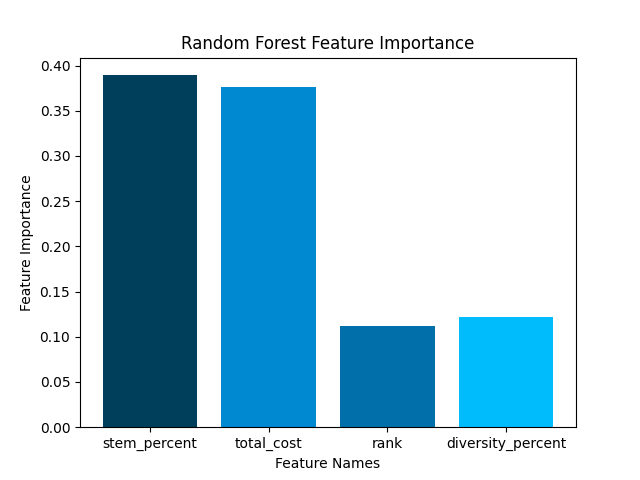 Random Forest Feature Importance
0.40
0.35
0.30
0.25
0.20
0.15
0.10
0.05
0.00
Feature Importance
stem_percent total_cost rank diversity_percent
Feature Names